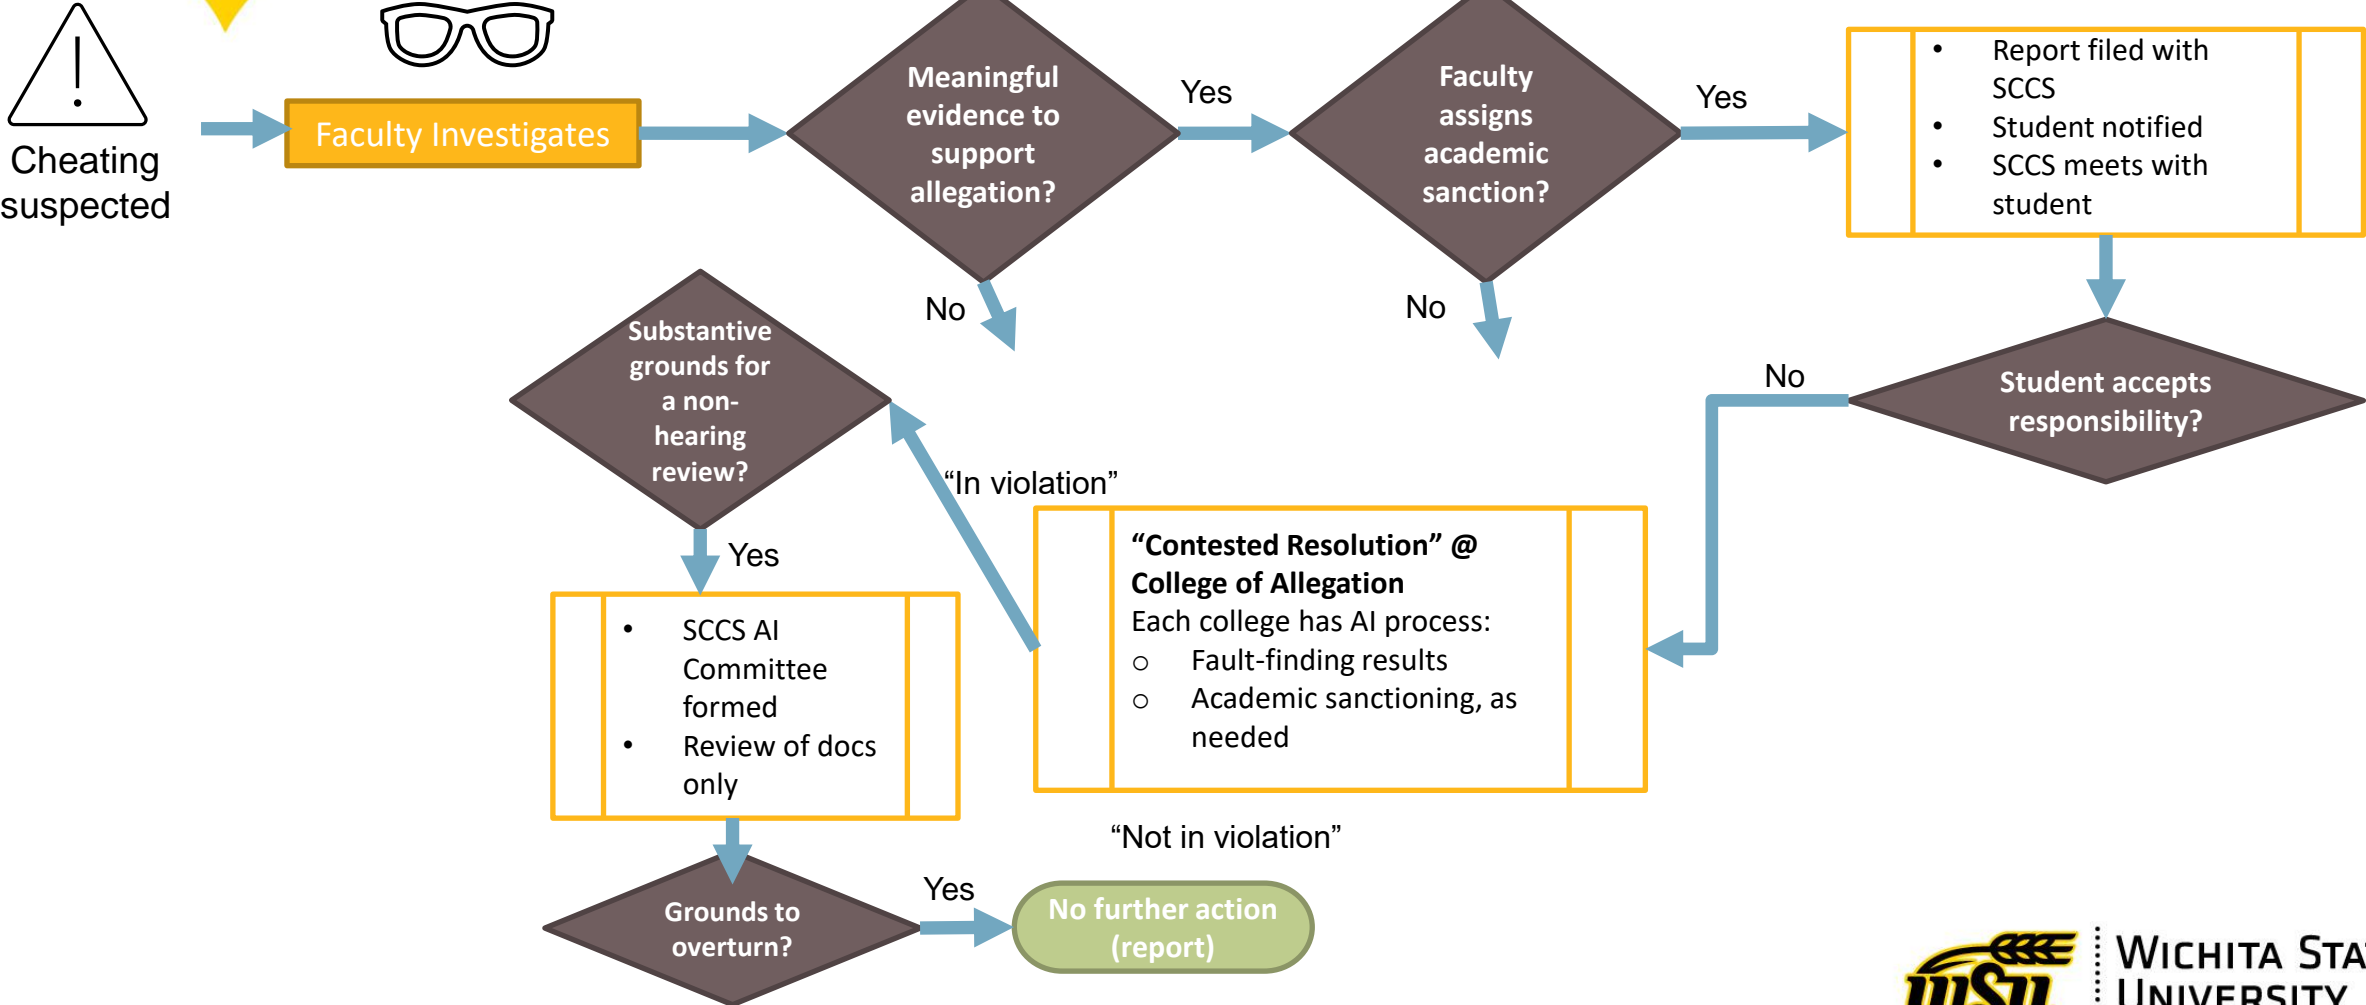 Cheating
suspected
Faculty Investigates
Meaningful
evidence to
support
allegation?
Yes
No
Faculty
assigns
academic
sanction?
Yes
No
• Report filed with
SCCS
• Student notified
• SCCS meets with
student
Student accepts
responsibility?
No
“Contested Resolution” @
College of Allegation
Each college has AI process:
o Fault-finding results
o Academic sanctioning, as
needed
“In violation”
“Not in violation”
Substantive
grounds for
a non-
hearing
review?
Yes
• SCCS AI
Committee
formed
• Review of docs
only
Grounds to
overturn?
Yes
No further action
(report)
WSU
WICHITA STA
UNIVERSITY